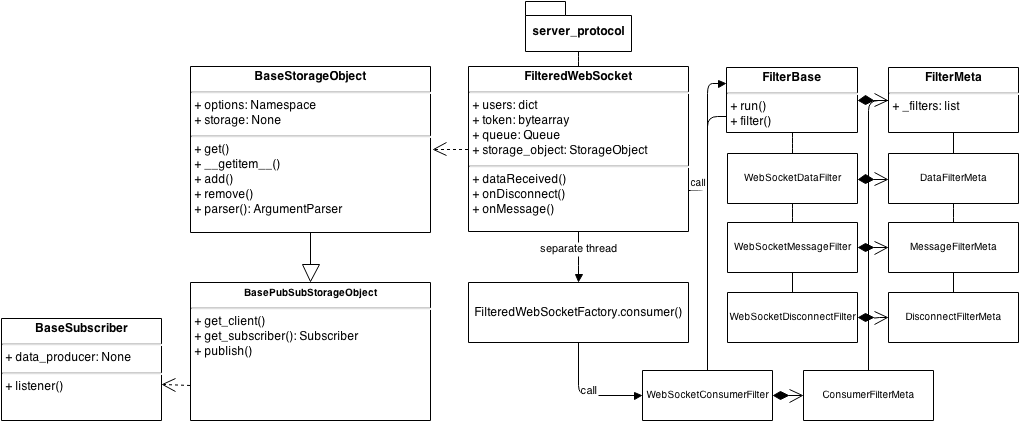 server_protocol
BaseStorageObject
+ options: Namespace
+ storage: None
+ get()
+ __getitem__()
+ add()
+ remove()
+ parser(): ArgumentParser
FilteredWebSocket
+ users: dict
+ token: bytearray
+ queue: Queue
+ storage_object: StorageObject
+ dataReceived()
+ onDisconnect()
+ onMessage()
call
FilterBase
+ run()
+ filter()
FilterMeta
+ _filters: list
WebSocketDataFilter
DataFilterMeta
WebSocketMessageFilter
MessageFilterMeta
WebSocketDisconnectFilter
DisconnectFilterMeta
separate thread
FilteredWebSocketFactory.consumer()
BasePubSubStorageObject
+ get_client()
+ get_subscriber(): Subscriber
+ publish()
BaseSubscriber
+ data_producer: None
+ listener()
call
WebSocketConsumerFilter
ConsumerFilterMeta